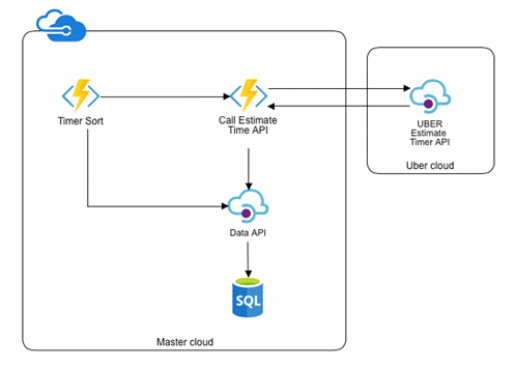 Timer Sort
Call Estimate
Time API
UBER
Estimate
Timer API
Uber cloud
Data API
SQL
Master cloud